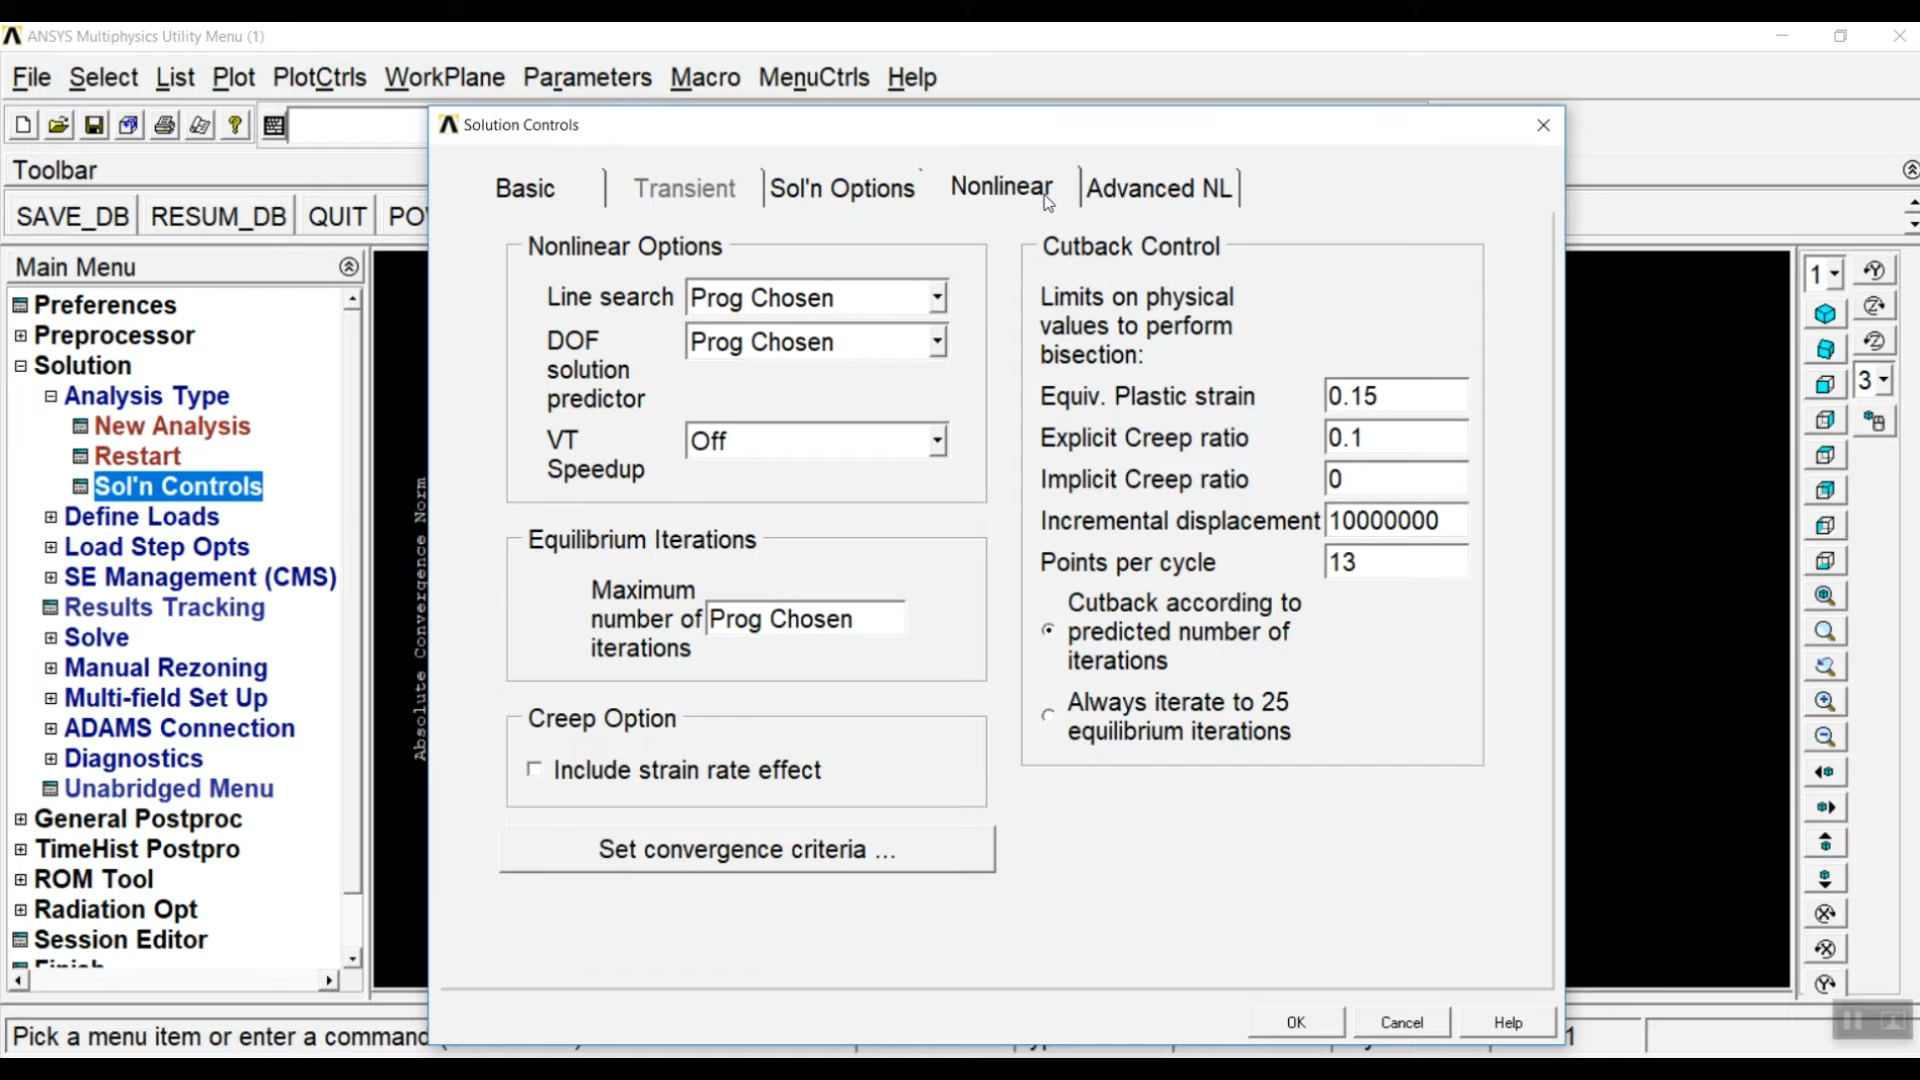 ANSYS Multiphysics Utility Menu (1)
File Select List Plot PlotCtrls WorkPlane Parameters Macro MenuCtrls Help
Solution Controls
Toolbar
SAVE_DB RESUM_DB QUIT
Main Menu
Preferences
Preprocessor
Solution
Analysis Type
New Analysis
Restart
Sol'n Controls
Define Loads
Load Step Opts
SE Management (CMS)
Results Tracking
Solve
Manual Rezoning
Multi-field Set Up
ADAMS Connection
Diagnostics
Unabridged Menu
General Postproc
TimeHist Postpro
ROM Tool
Radiation Opt
Session Editor
Absolute Convergence Norm
Basic Transient Sol'n Options Nonlinear Advanced NL
Nonlinear Options
Line search Prog Chosen
DOF Prog Chosen
solution
predictor
VT Off
Speedup
Equilibrium Iterations
Maximum
number of Prog Chosen
iterations
Creep Option
Include strain rate effect
Set convergence criteria ...
Cutback Control
Limits on physical
values to perform
bisection:
Equiv. Plastic strain 0.15
Explicit Creep ratio 0.1
Implicit Creep ratio 0
Incremental displacement 10000000
Points per cycle 13
Cutback according to
predicted number of
iterations
Always iterate to 25
equilibrium iterations
OK Cancel Help
1
3
Pick a menu item or enter a command